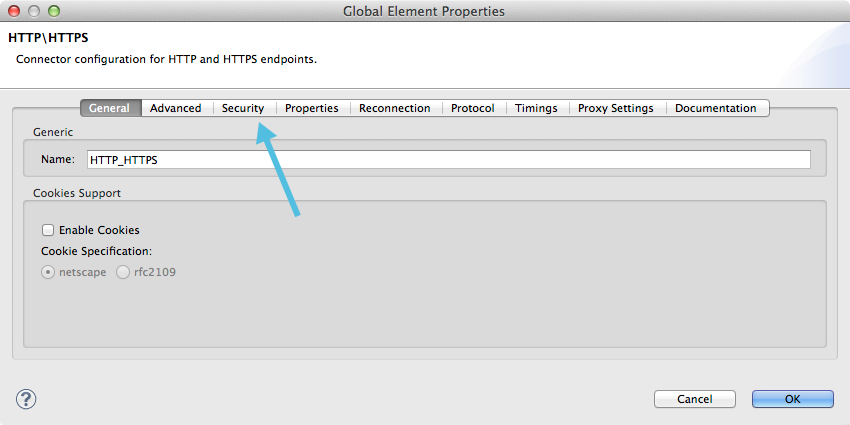 Global Element Properties
HTTP\HTTPS
Connector configuration for HTTP and HTTPS endpoints.
General Advanced Security Properties Reconnection Protocol Timings Proxy Settings Documentation
Generic
Name: HTTP_HTTPS
Cookies Support
Enable Cookies
Cookie Specification:
netscape rfc2109
? Cancel OK